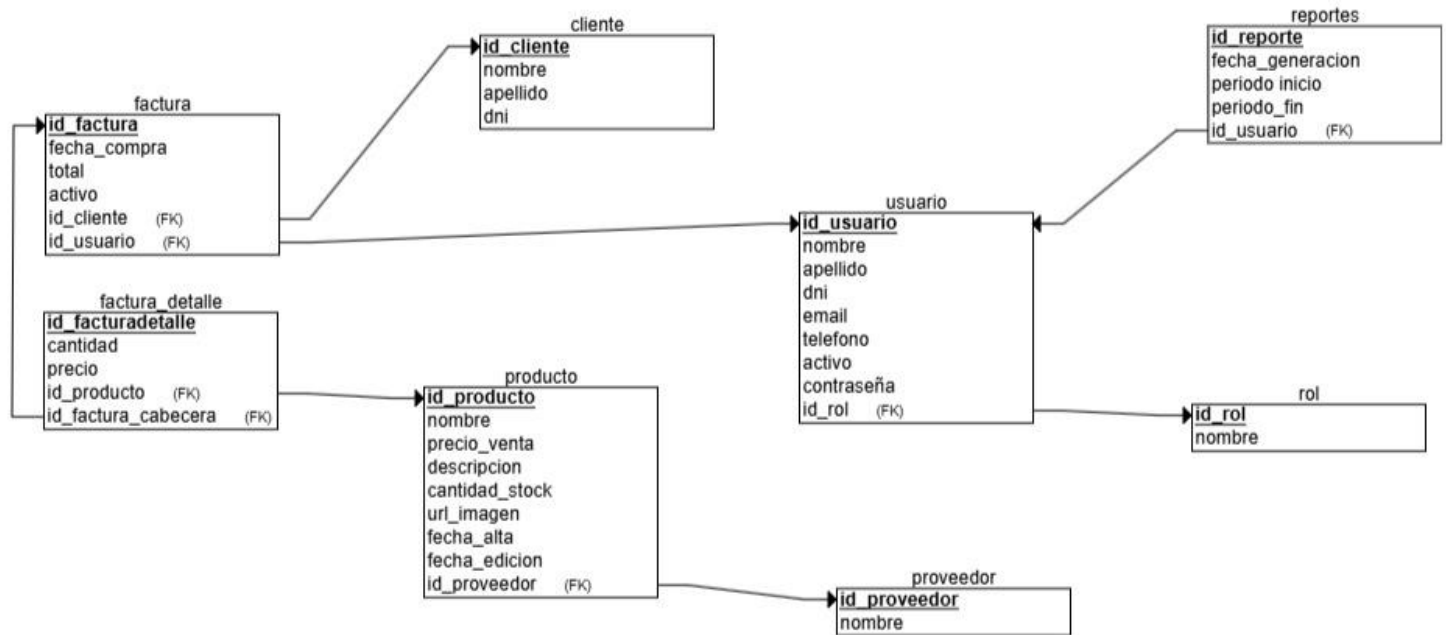 cliente
id_cliente
nombre
apellido
dni
reportes
id_reporte
fecha_generacion
periodo inicio
periodo_fin
id_usuario (FK)
factura
id_factura
fecha_compra
total
activo
id_cliente (FK)
id_usuario (FK)
usuario
id_usuario
nombre
apellido
dni
email
telefono
activo
contraseña
id_rol (FK)
factura_detalle
id_facturadetalle
cantidad
precio
id_producto (FK)
id_factura_cabecera (FK)
producto
id_producto
nombre
precio_venta
descripcion
cantidad_stock
url_imagen
fecha_alta
fecha_edicion
id_proveedor (FK)
rol
id_rol
nombre
proveedor
id_proveedor
nombre